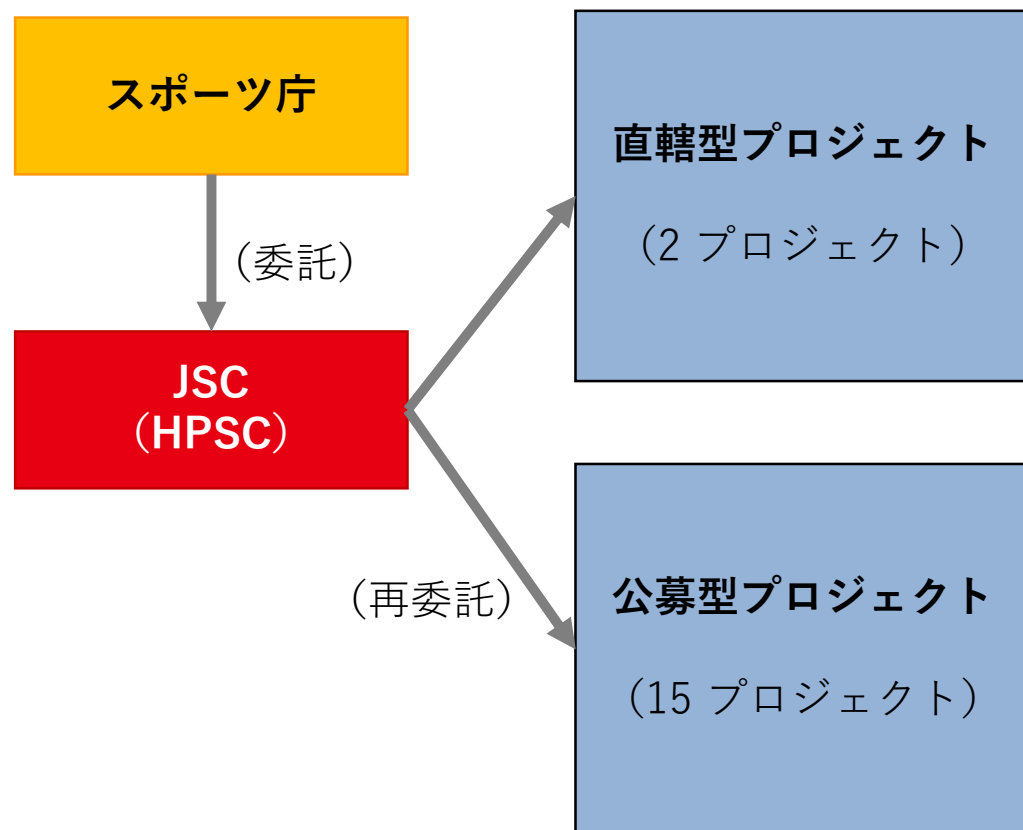 スポーツ庁
（委託）
JSC
（HPSC）
（再委託）
直轄型プロジェクト
（2 プロジェクト）
公募型プロジェクト
（15 プロジェクト）